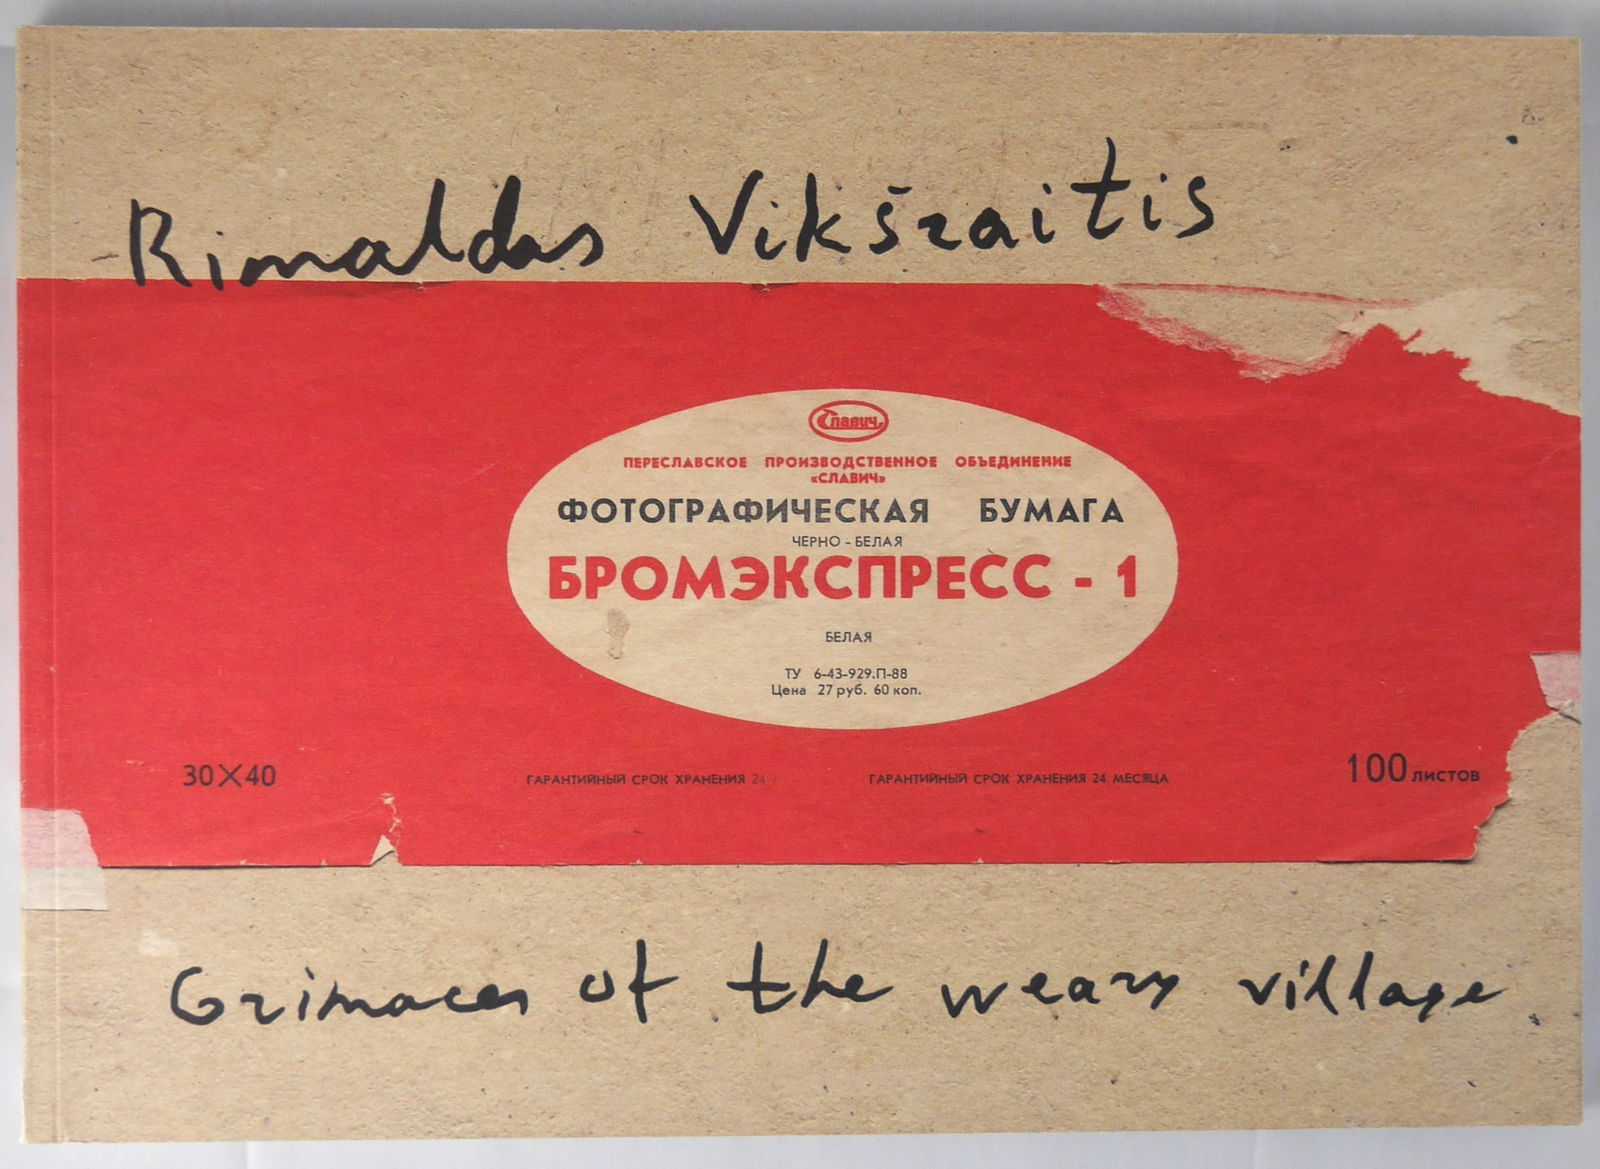 Rimaldas Vikšraitis
Славич
ПЕРЕСЛАВСКОЕ ПРОИЗВОДСТВЕННОЕ ОБЪЕДИНЕНИЕ
«СЛАВИЧ»
ФОТОГРАФИЧЕСКАЯ БУМАГА
ЧЕРНО - БЕЛАЯ
БРОМЭКСПРЕСС - 1
БЕЛАЯ
ТУ 6-43-929.П-88
Цена 27 руб. 60 коп.
30X40
ГАРАНТИЙНЫЙ СРОК ХРАНЕНИЯ 24
ГАРАНТИЙНЫЙ СРОК ХРАНЕНИЯ 24 МЕСЯЦА
100 ЛИСТОВ
Grimaces of the weary village